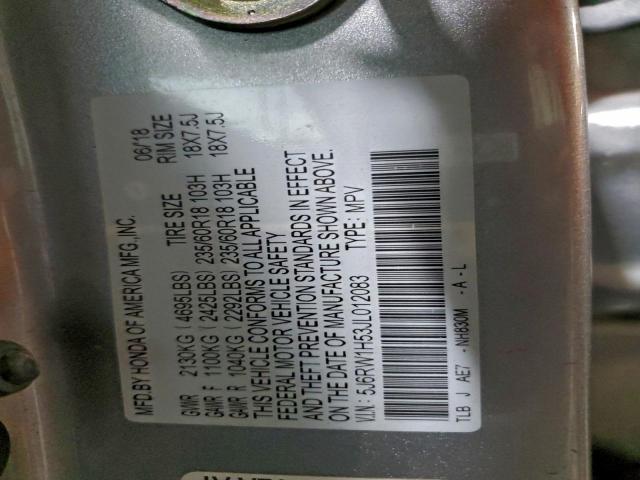 MFD.BY HONDA OF AMERICA MFG.,INC. 06/18
TIRE SIZE RIM SIZE
GVWR 2130KG (4695LBS)
GAWR F 1100KG (2425LBS) 235/60R18 103H 18X7.5J
GAWR R 1040KG (2292LBS) 235/60R18 103H 18X7.5J
THIS VEHICLE CONFORMS TO ALL APPLICABLE
FEDERAL MOTOR VEHICLE SAFETY
AND THEFT PREVENTION STANDARDS IN EFFECT
ON THE DATE OF MANUFACTURE SHOWN ABOVE.
V.I.N.: 5J6RW1H53JL012083 TYPE: MPV
TLB J AE7 -NH830M -A-L